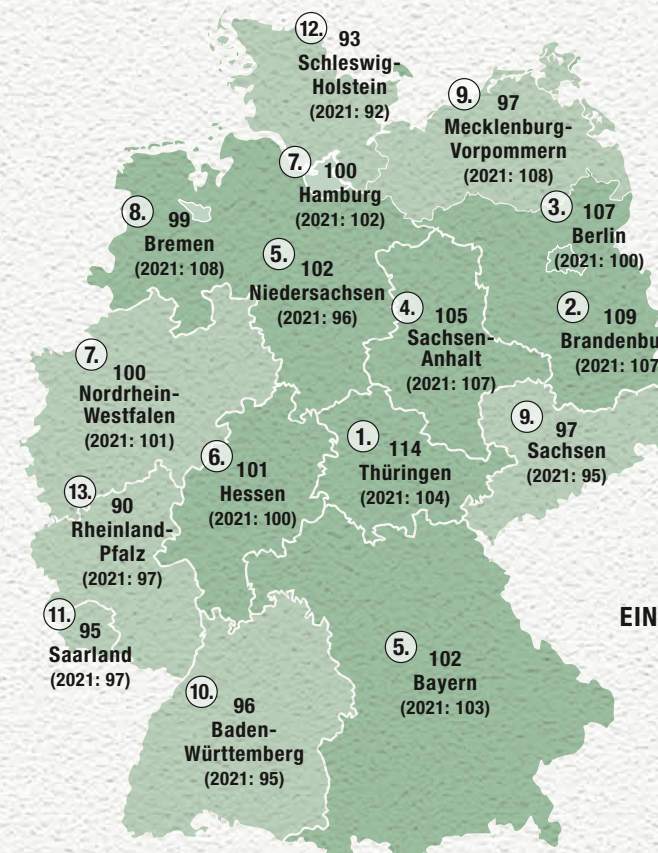 12.
93
Schleswig-
Holstein
(2021: 92)
9.
97
Mecklenburg-
Vorpommern
(2021: 108)
7.
100
Hamburg
(2021: 102)
8.
99
Bremen
(2021: 108)
3.
107
Berlin
(2021: 100)
5.
102
Niedersachsen
(2021: 96)
4.
105
Sachsen-
Anhalt
(2021: 107)
2.
109
Brandenbu
(2021: 107
7.
100
Nordrhein-
Westfalen
(2021: 101)
6.
101
Hessen
(2021: 100)
1.
114
Thüringen
(2021: 104)
9.
97
Sachsen
(2021: 95)
13.
90
Rheinland-
Pfalz
(2021: 97)
11.
95
Saarland
(2021: 97)
EIN
10.
96
Baden-
Württemberg
(2021: 95)
5.
102
Bayern
(2021: 103)